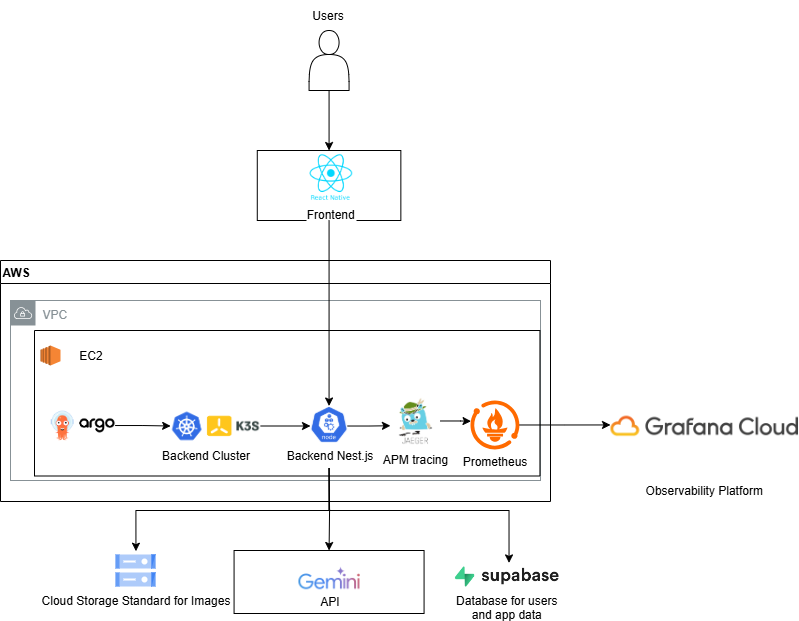 Users
React Native
Frontend
AWS
VPC
EC2
argo
K3S
node
JAEGER
Grafana Cloud
Backend Cluster
Backend Nest.js
APM tracing
Prometheus
Observability Platform
Cloud Storage Standard for Images
Gemini
API
supabase
Database for users
and app data